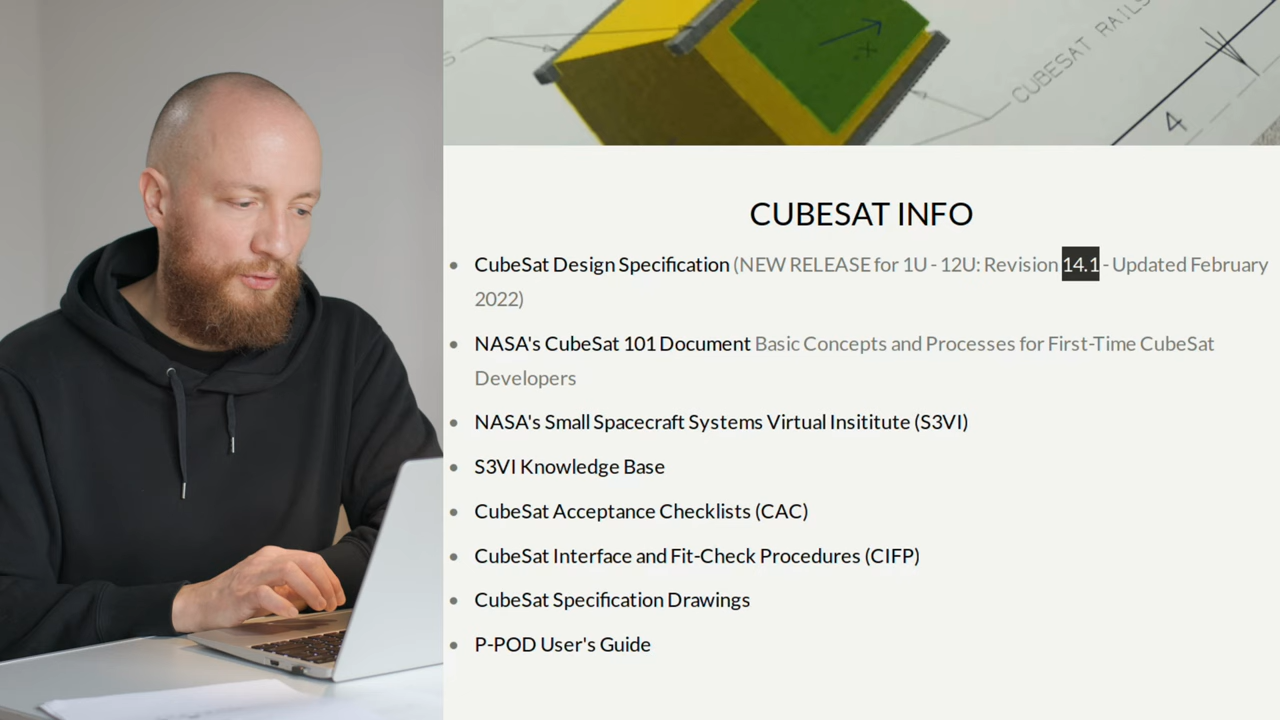 S
CUBESAT RAILS
X
4
CUBESAT INFO
CubeSat Design Specification (NEW RELEASE for 1U - 12U: Revision 14.1 - Updated February
2022)
NASA's CubeSat 101 Document Basic Concepts and Processes for First-Time CubeSat
Developers
NASA's Small Spacecraft Systems Virtual Insititute (S3VI)
S3VI Knowledge Base
CubeSat Acceptance Checklists (CAC)
CubeSat Interface and Fit-Check Procedures (CIFP)
CubeSat Specification Drawings
P-POD User's Guide